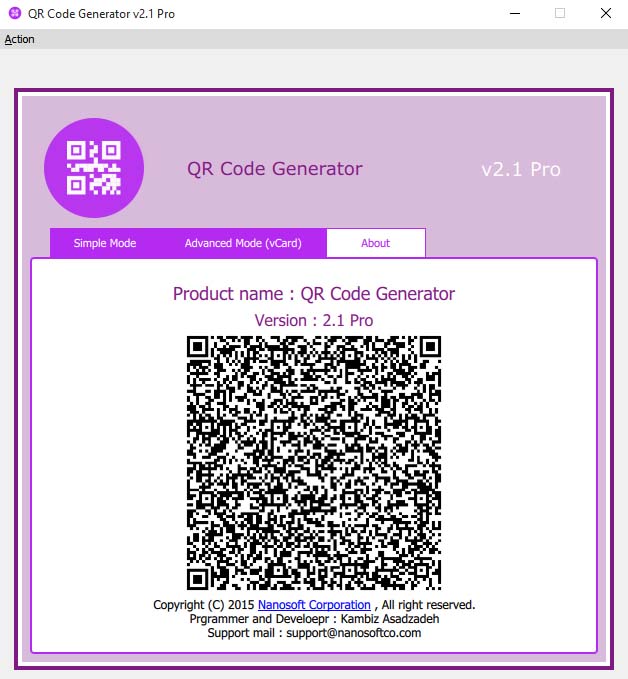 QR Code Generator v2.1 Pro
Action
QR Code Generator
v2.1 Pro
Simple Mode
Advanced Mode (vCard)
About
Product name : QR Code Generator
Version : 2.1 Pro
Copyright (C) 2015 Nanosoft Corporation , All right reserved.
Prgrammer and Develoepr : Kambiz Asadzadeh
Support mail : support@nanosoftco.com